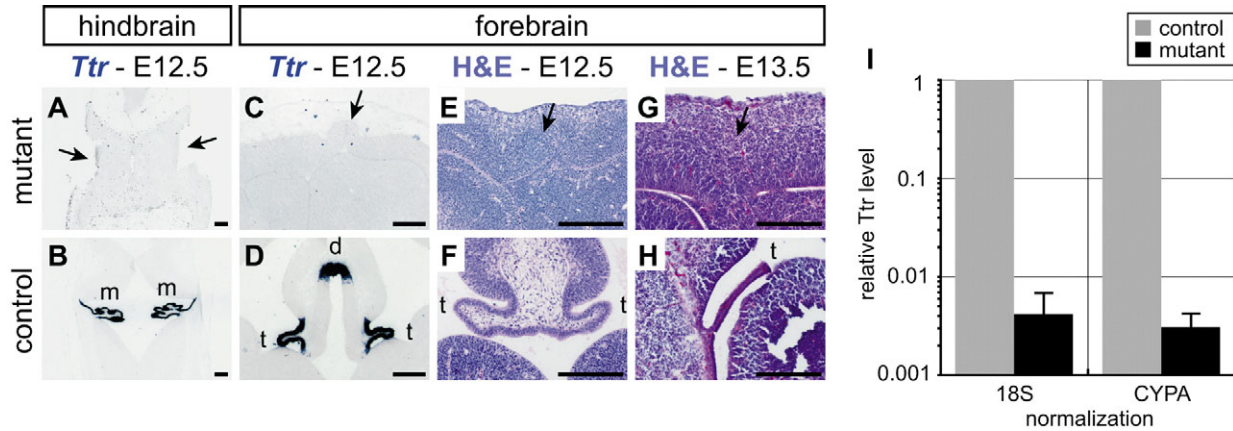 hindbrain
forebrain
Ttr - E12.5
Ttr - E12.5
H&E - E12.5
H&E - E13.5
mutant
A
C
E
G
control
B
m
m
D
d
t
t
F
t
t
H
t
I
control
mutant
relative Ttr level
1
0.1
0.01
0.001
18S
CYPA
normalization